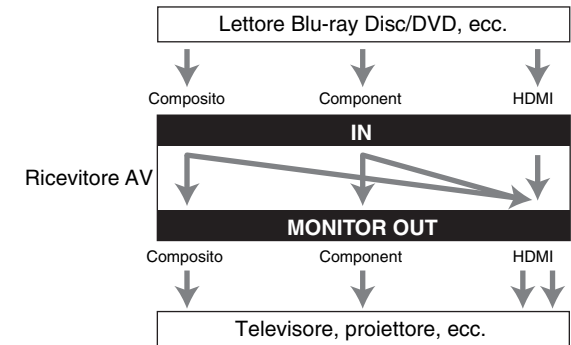 Lettore Blu-ray Disc/DVD, ecc.
Composito Component HDMI
IN
Ricevitore AV
MONITOR OUT
Composito Component HDMI
Televisore, proiettore, ecc.